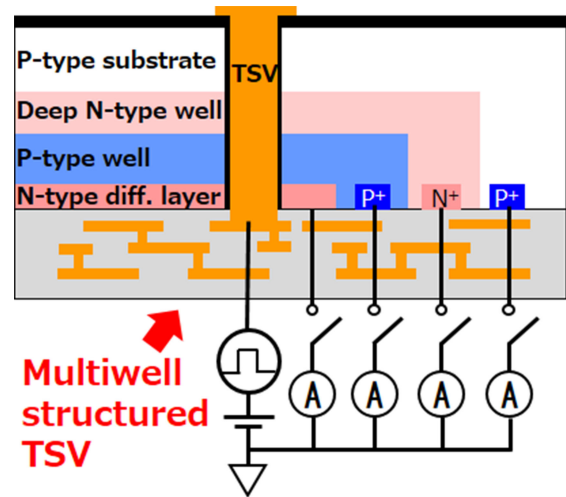 P-type substrate
TSV
Deep N-type well
P-type well
N-type diff. layer
P+
N+
P+
A
A
A
A
Multiwell
structured
TSV